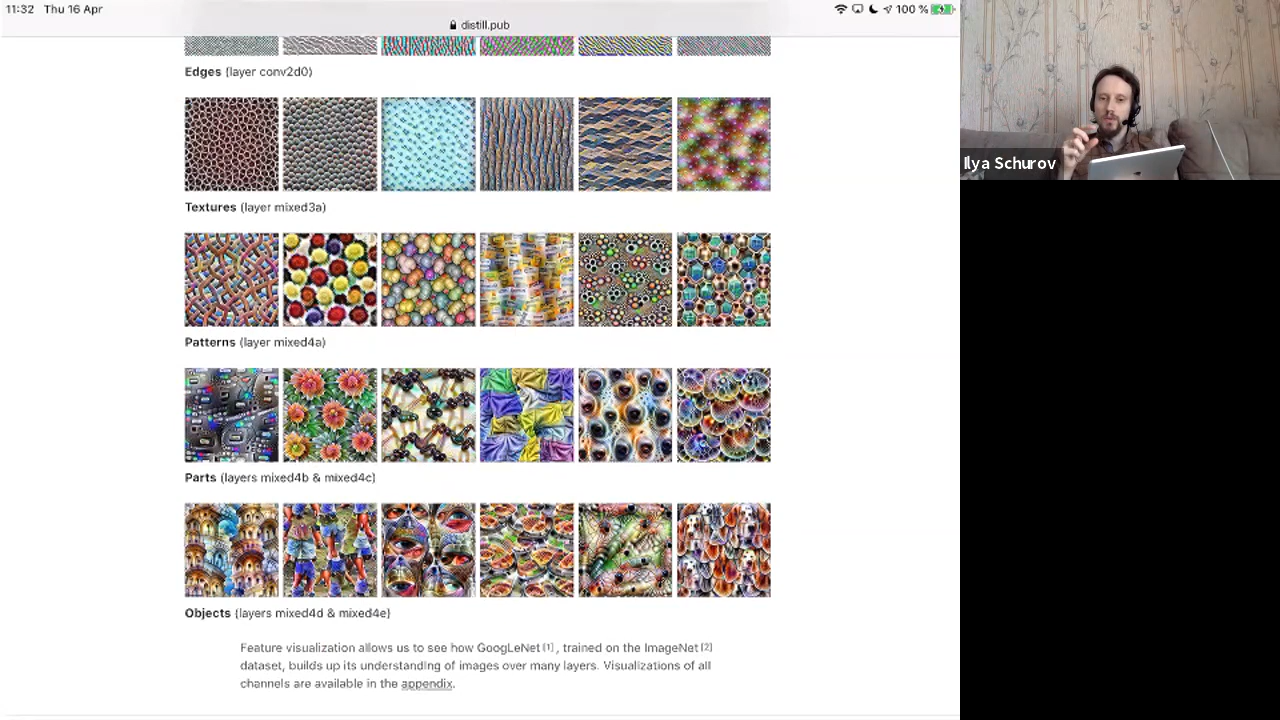 11:32 Thu 16 Apr
100 %
distill.pub
Edges (layer conv2d0)
Textures (layer mixed3a)
Patterns (layer mixed4a)
Parts (layers mixed4b & mixed4c)
Objects (layers mixed4d & mixed4e)
Feature visualization allows us to see how GoogLeNet [1], trained on the ImageNet [2]
dataset, builds up its understanding of images over many layers. Visualizations of all
channels are available in the appendix.
Ilya Schurov